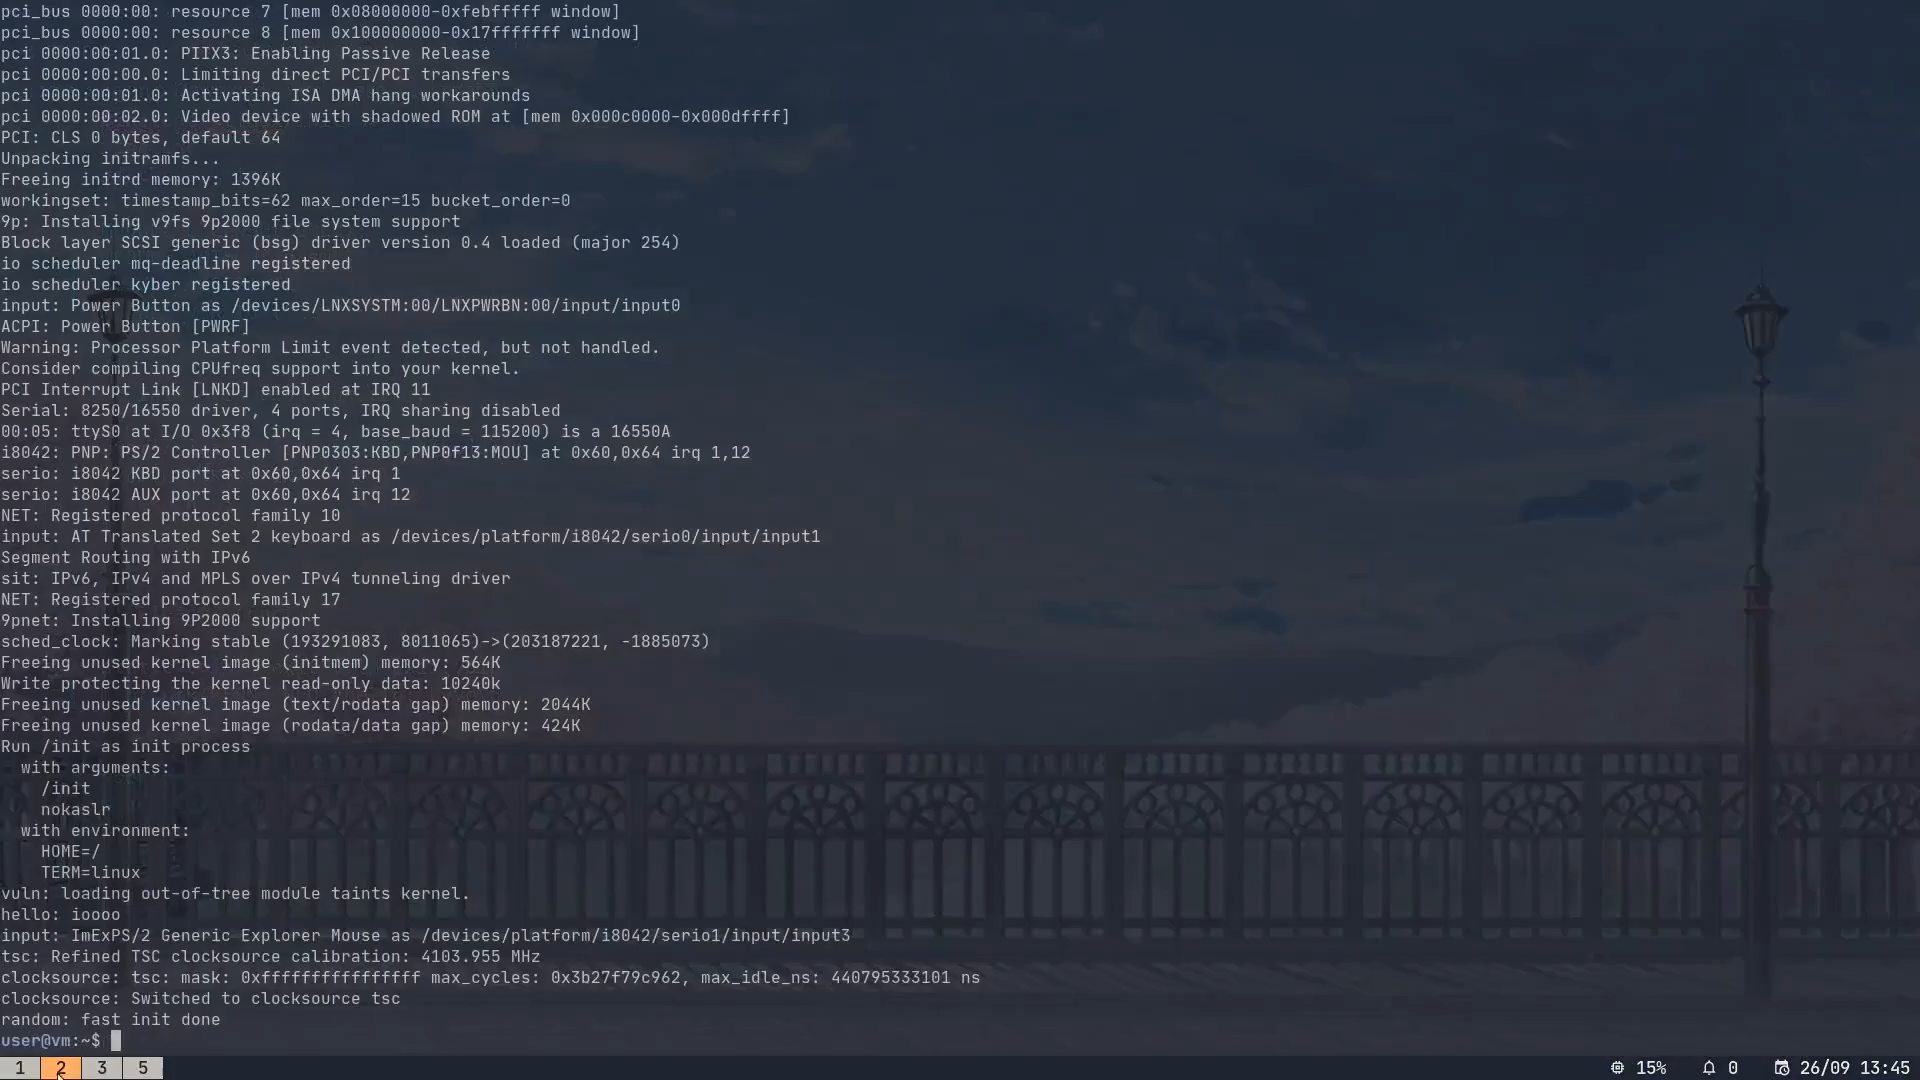 pci_bus 0000:00: resource 7 [mem 0x08000000-0xfebfffff window]
pci_bus 0000:00: resource 8 [mem 0x100000000-0x17fffffff window]
pci 0000:00:01.0: PIIX3: Enabling Passive Release
pci 0000:00:00.0: Limiting direct PCI/PCI transfers
pci 0000:00:01.0: Activating ISA DMA hang workarounds
pci 0000:00:02.0: Video device with shadowed ROM at [mem 0x000c0000-0x000dffff]
PCI: CLS 0 bytes, default 64
Unpacking initramfs...
Freeing initrd memory: 1396K
workingset: timestamp_bits=62 max_order=15 bucket_order=0
9p: Installing v9fs 9p2000 file system support
Block layer SCSI generic (bsg) driver version 0.4 loaded (major 254)
io scheduler mq-deadline registered
io scheduler kyber registered
input: Power Button as /devices/LNXSYSTM:00/LNXPWRBN:00/input/input0
ACPI: Power Button [PWRF]
Warning: Processor Platform Limit event detected, but not handled.
Consider compiling CPUfreq support into your kernel.
PCI Interrupt Link [LNKD] enabled at IRQ 11
Serial: 8250/16550 driver, 4 ports, IRQ sharing disabled
00:05: ttyS0 at I/O 0x3f8 (irq = 4, base_baud = 115200) is a 16550A
i8042: PNP: PS/2 Controller [PNP0303:KBD,PNP0f13:MOU] at 0x60,0x64 irq 1,12
serio: i8042 KBD port at 0x60,0x64 irq 1
serio: i8042 AUX port at 0x60,0x64 irq 12
NET: Registered protocol family 10
input: AT Translated Set 2 keyboard as /devices/platform/i8042/serio0/input/input1
Segment Routing with IPv6
sit: IPv6, IPv4 and MPLS over IPv4 tunneling driver
NET: Registered protocol family 17
9pnet: Installing 9P2000 support
sched_clock: Marking stable (193291083, 8011065)->(203187221, -1885073)
Freeing unused kernel image (initmem) memory: 564K
Write protecting the kernel read-only data: 10240k
Freeing unused kernel image (text/rodata gap) memory: 2044K
Freeing unused kernel image (rodata/data gap) memory: 424K
Run /init as init process
  with arguments:
    /init
    nokaslr
  with environment:
    HOME=/
    TERM=linux
vuln: loading out-of-tree module taints kernel.
hello: ioooo
input: ImExPS/2 Generic Explorer Mouse as /devices/platform/i8042/serio1/input/input3
tsc: Refined TSC clocksource calibration: 4103.955 MHz
clocksource: tsc: mask: 0xffffffffffffffff max_cycles: 0x3b27f79c962, max_idle_ns: 440795333101 ns
clocksource: Switched to clocksource tsc
random: fast init done
user@vm:~$
1 2 3 5 15% 0 26/09 13:45